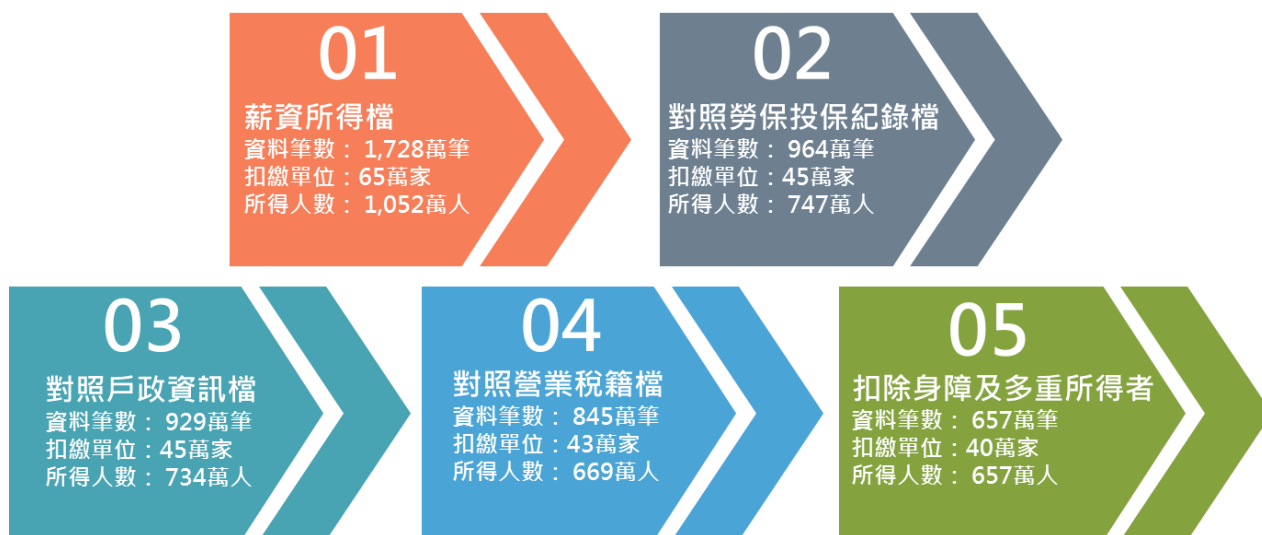 01
薪資所得檔
資料筆數： 1,728萬筆
扣繳單位：65萬家
所得人數： 1,052萬人
02
對照勞保投保紀錄檔
資料筆數： 964萬筆
扣繳單位：45萬家
所得人數： 747萬人
03
對照戶政資訊檔
資料筆數： 929萬筆
扣繳單位：45萬家
所得人數： 734萬人
04
對照營業稅籍檔
資料筆數： 845萬筆
扣繳單位：43萬家
所得人數： 669萬人
05
扣除身障及多重所得者
資料筆數： 657萬筆
扣繳單位：40萬家
所得人數： 657萬人